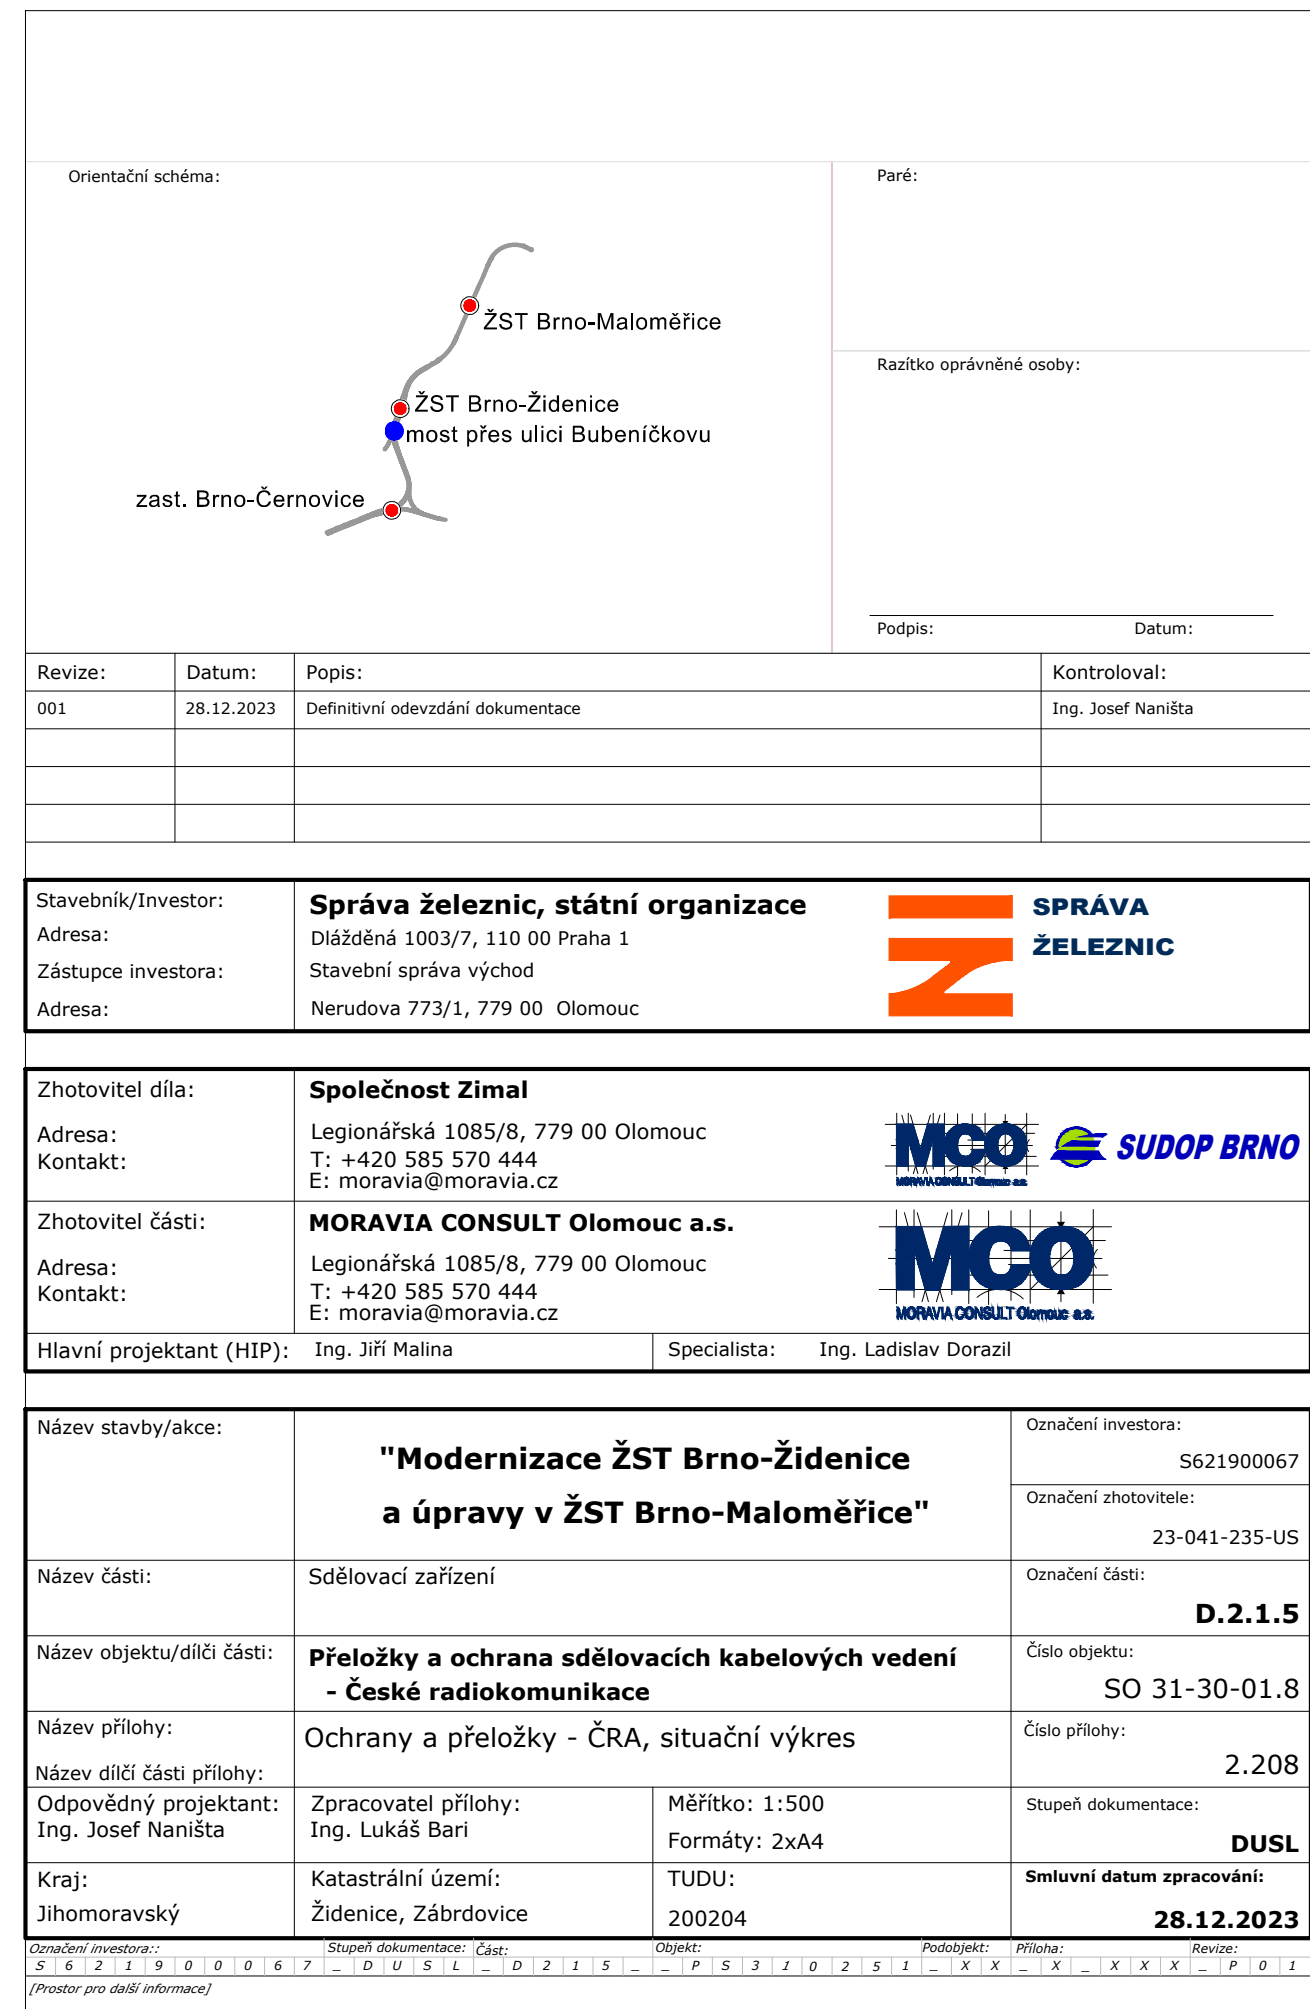 Orientační schéma:
Paré:
ŽST Brno-Maloměřice
Razítko oprávněné osoby:
ŽST Brno-Židenice
most přes ulici Bubeníčkovu
zast. Brno-Černovice
Podpis: Datum:
Revize: Datum: Popis: Kontroloval:
001 28.12.2023 Definitivní odevzdání dokumentace Ing. Josef Naništa
Stavebník/Investor: Správa železnic, státní organizace
Adresa: Dlážděná 1003/7, 110 00 Praha 1
Zástupce investora: Stavební správa východ
Adresa: Nerudova 773/1, 779 00 Olomouc
SPRÁVA
ŽELEZNIC
Zhotovitel díla: Společnost Zimal
Adresa: Legionářská 1085/8, 779 00 Olomouc
Kontakt: T: +420 585 570 444
E: moravia@moravia.cz
MCO
MORAVIA CONSULT Olomouc a.s.
SUDOP BRNO
Zhotovitel části: MORAVIA CONSULT Olomouc a.s.
Adresa: Legionářská 1085/8, 779 00 Olomouc
Kontakt: T: +420 585 570 444
E: moravia@moravia.cz
MCO
MORAVIA CONSULT Olomouc a.s.
Hlavní projektant (HIP): Ing. Jiří Malina Specialista: Ing. Ladislav Dorazil
Název stavby/akce:
"Modernizace ŽST Brno-Židenice
a úpravy v ŽST Brno-Maloměřice"
Označení investora:
S621900067
Označení zhotovitele:
23-041-235-US
Název části: Sdělovací zařízení
Označení části:
D.2.1.5
Název objektu/dílči části: Přeložky a ochrana sdělovacích kabelových vedení
- České radiokomunikace
Číslo objektu:
SO 31-30-01.8
Název přílohy: Ochrany a přeložky - ČRA, situační výkres
Číslo přílohy:
2.208
Název dílčí části přílohy:
Odpovědný projektant: Zpracovatel přílohy: Měřítko: 1:500
Ing. Josef Naništa Ing. Lukáš Bari Formáty: 2xA4
Stupeň dokumentace:
DUSL
Kraj: Katastrální území: TUDU: Smluvní datum zpracování:
Jihomoravský Židenice, Zábrdovice 200204 28.12.2023
Označení investora:: Stupeň dokumentace: Část: Objekt: Podobjekt: Příloha: Revize:
S 6 2 1 9 0 0 0 6 7 _ D U S L _ D 2 1 5 _ _ P S 3 1 0 2 5 1 _ X X _ X _ X X X _ P 0 1
[Prostor pro další informace]